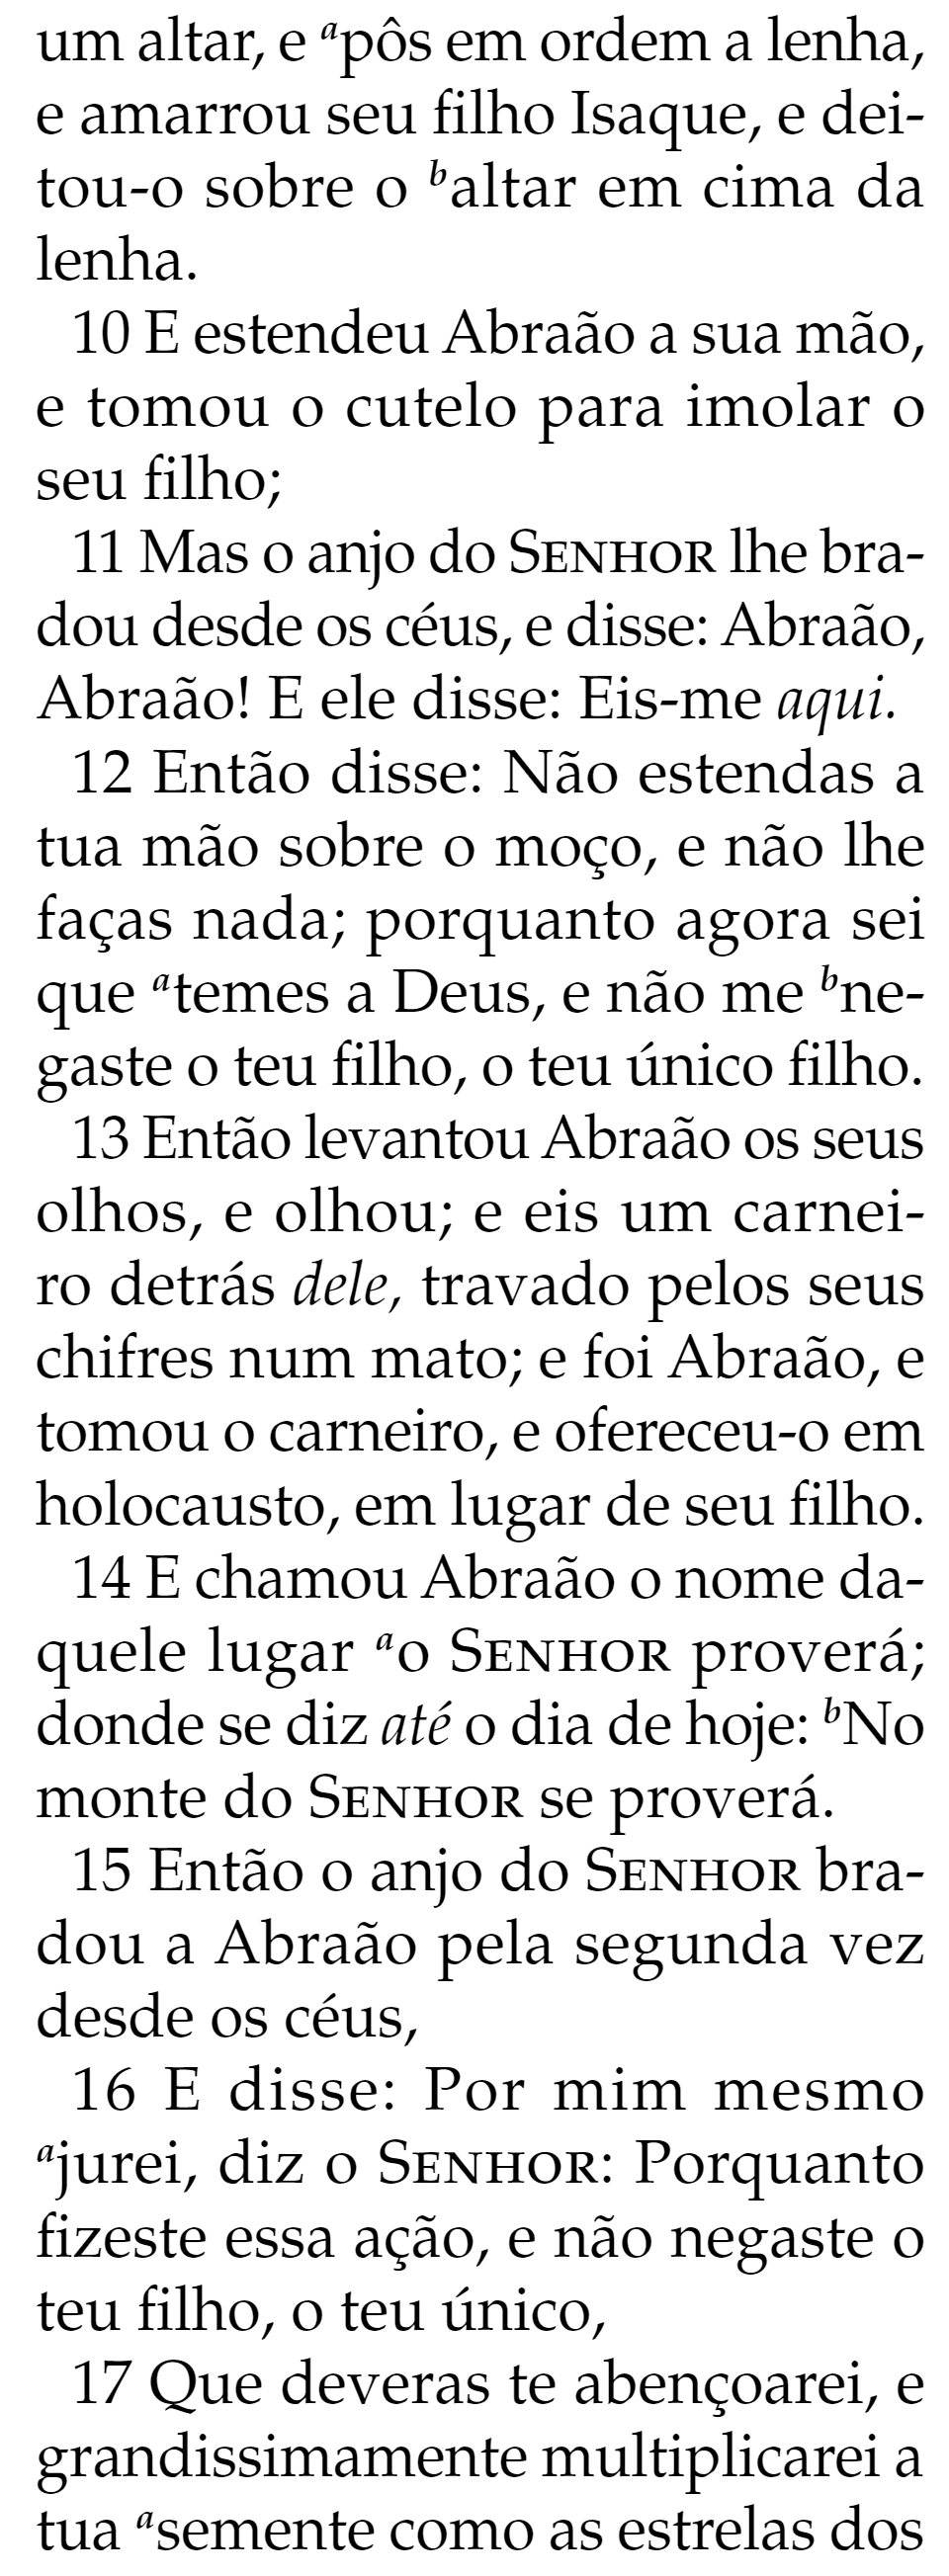 um altar, e ᵃpôs em ordem a lenha,
e amarrou seu filho Isaque, e dei-
tou-o sobre o ᵇaltar em cima da
lenha.
10 E estendeu Abraão a sua mão,
e tomou o cutelo para imolar o
seu filho;
11 Mas o anjo do SENHOR lhe bra-
dou desde os céus, e disse: Abraão,
Abraão! E ele disse: Eis-me aqui.
12 Então disse: Não estendas a
tua mão sobre o moço, e não lhe
faças nada; porquanto agora sei
que ᵃtemes a Deus, e não me ᵇne-
gaste o teu filho, o teu único filho.
13 Então levantou Abraão os seus
olhos, e olhou; e eis um carnei-
ro detrás dele, travado pelos seus
chifres num mato; e foi Abraão, e
tomou o carneiro, e ofereceu-o em
holocausto, em lugar de seu filho.
14 E chamou Abraão o nome da-
quele lugar ᵃo SENHOR proverá;
donde se diz até o dia de hoje: ᵇNo
monte do SENHOR se proverá.
15 Então o anjo do SENHOR bra-
dou a Abraão pela segunda vez
desde os céus,
16 E disse: Por mim mesmo
ᵃjurei, diz o SENHOR: Porquanto
fizeste essa ação, e não negaste o
teu filho, o teu único,
17 Que deveras te abençoarei, e
grandissimamente multiplicarei a
tua ᵃsemente como as estrelas dos